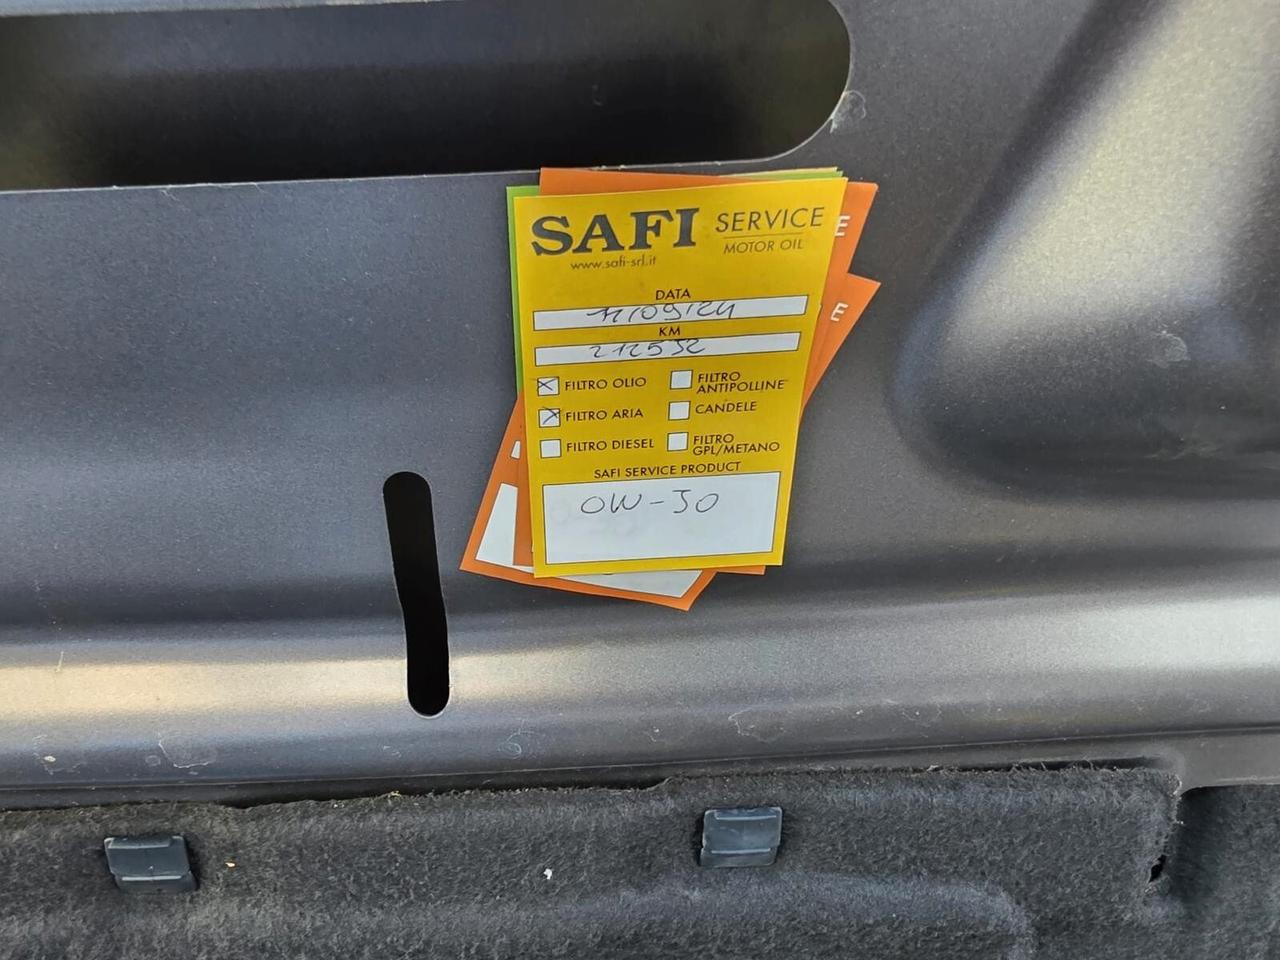 SAFI SERVICE
MOTOR OIL
www.safi-srl.it
DATA
11/09/24
KM
212552
FILTRO OLIO
FILTRO ANTIPOLLINE
FILTRO ARIA
CANDELE
FILTRO DIESEL
FILTRO GPL/METANO
SAFI SERVICE PRODUCT
0W-30
E
E